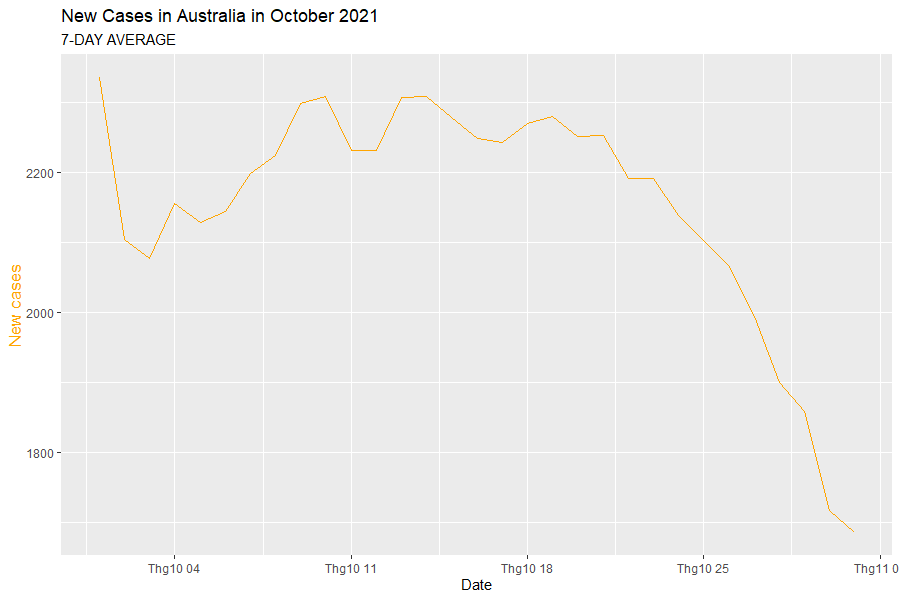 New Cases in Australia in October 2021
7-DAY AVERAGE
New cases
2200
2000
1800
Thg10 04
Thg10 11
Thg10 18
Thg10 25
Thg11 0
Date